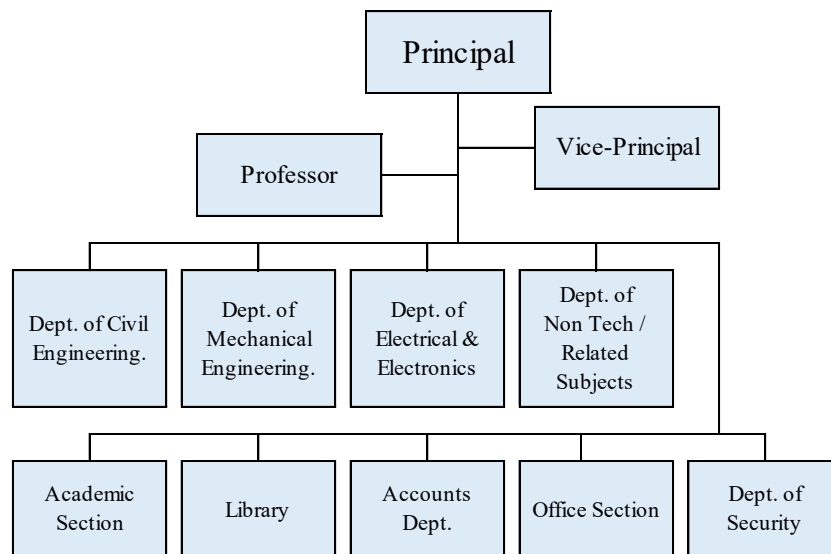 Principal
Vice-Principal
Professor
Dept. of Civil
Engineering.
Dept. of
Mechanical
Engineering.
Dept. of
Electrical &
Electronics
Dept. of
Non Tech /
Related
Subjects
Academic
Section
Library
Accounts
Dept.
Office Section
Dept. of
Security